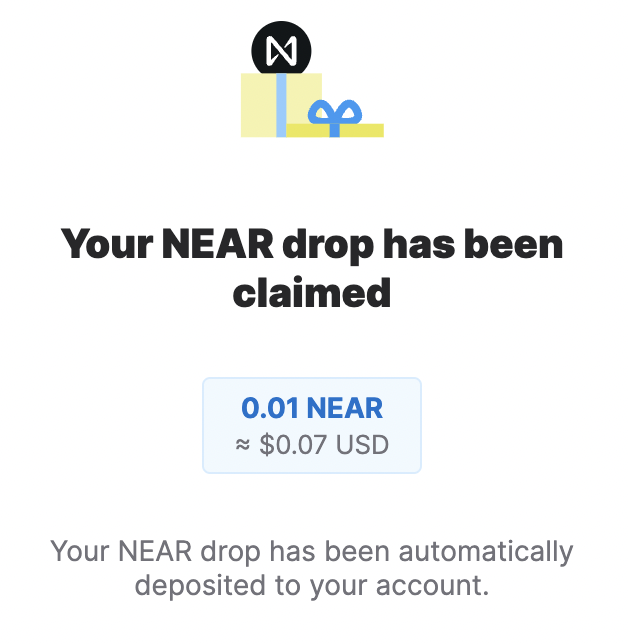 Your NEAR drop has been
claimed
0.01 NEAR
≈ $0.07 USD
Your NEAR drop has been automatically
deposited to your account.